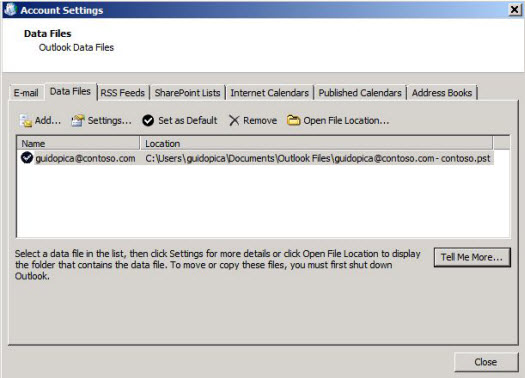 Account Settings
Data Files
Outlook Data Files
E-mail Data Files RSS Feeds SharePoint Lists Internet Calendars Published Calendars Address Books
Add... Settings... Set as Default Remove Open File Location...
Name Location
guidopica@contoso.com C:\Users\guidopica\Documents\Outlook Files\guidopica@contoso.com - contoso.pst
Select a data file in the list, then click Settings for more details or click Open File Location to display
the folder that contains the data file. To move or copy these files, you must first shut down
Outlook.
Tell Me More...
Close